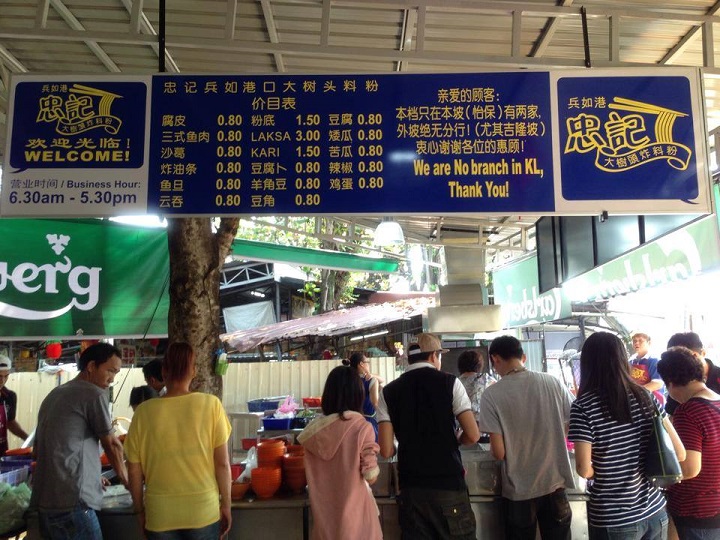 兵如港
忠記
大樹頭炸料粉
欢迎光临!
WELCOME!
营业时间 / Business Hour:
6.30am - 5.30pm
忠记兵如港口大树头料粉
价目表
腐皮 0.80 粉底 1.50 豆腐 0.80
三式鱼肉 0.80 LAKSA 3.00 矮瓜 0.80
沙葛 0.80 KARI 1.50 苦瓜 0.80
炸油条 0.80 豆腐卜 0.80 辣椒 0.80
鱼旦 0.80 羊角豆 0.80 鸡蛋 0.80
云吞 0.80 豆角 0.80
亲爱的顾客:
本档只在本坡(怡保)有两家,
外坡绝无分行!(尤其吉隆坡)
衷心谢谢各位的惠顾!
We are No branch in KL,
Thank You!
兵如港
忠記
大樹頭炸料粉
berg
Carlsberg
Carlsberg